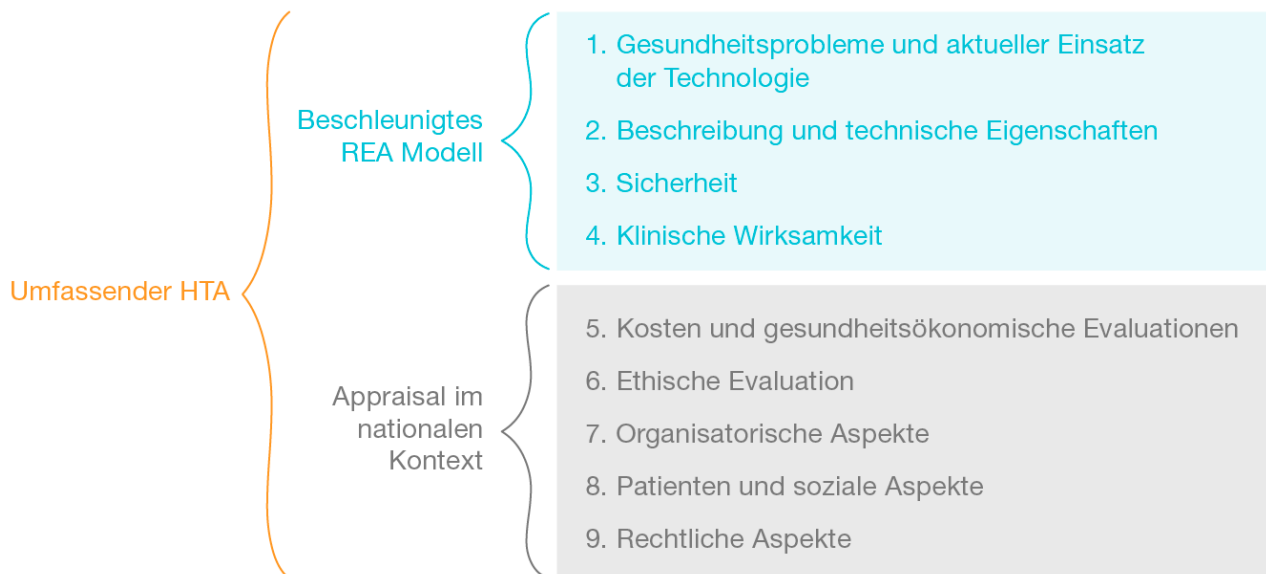 Umfassender HTA
Beschleunigtes
REA Modell
1. Gesundheitsprobleme und aktueller Einsatz
der Technologie
2. Beschreibung und technische Eigenschaften
3. Sicherheit
4. Klinische Wirksamkeit
Appraisal im
nationalen
Kontext
5. Kosten und gesundheitsökonomische Evaluationen
6. Ethische Evaluation
7. Organisatorische Aspekte
8. Patienten und soziale Aspekte
9. Rechtliche Aspekte